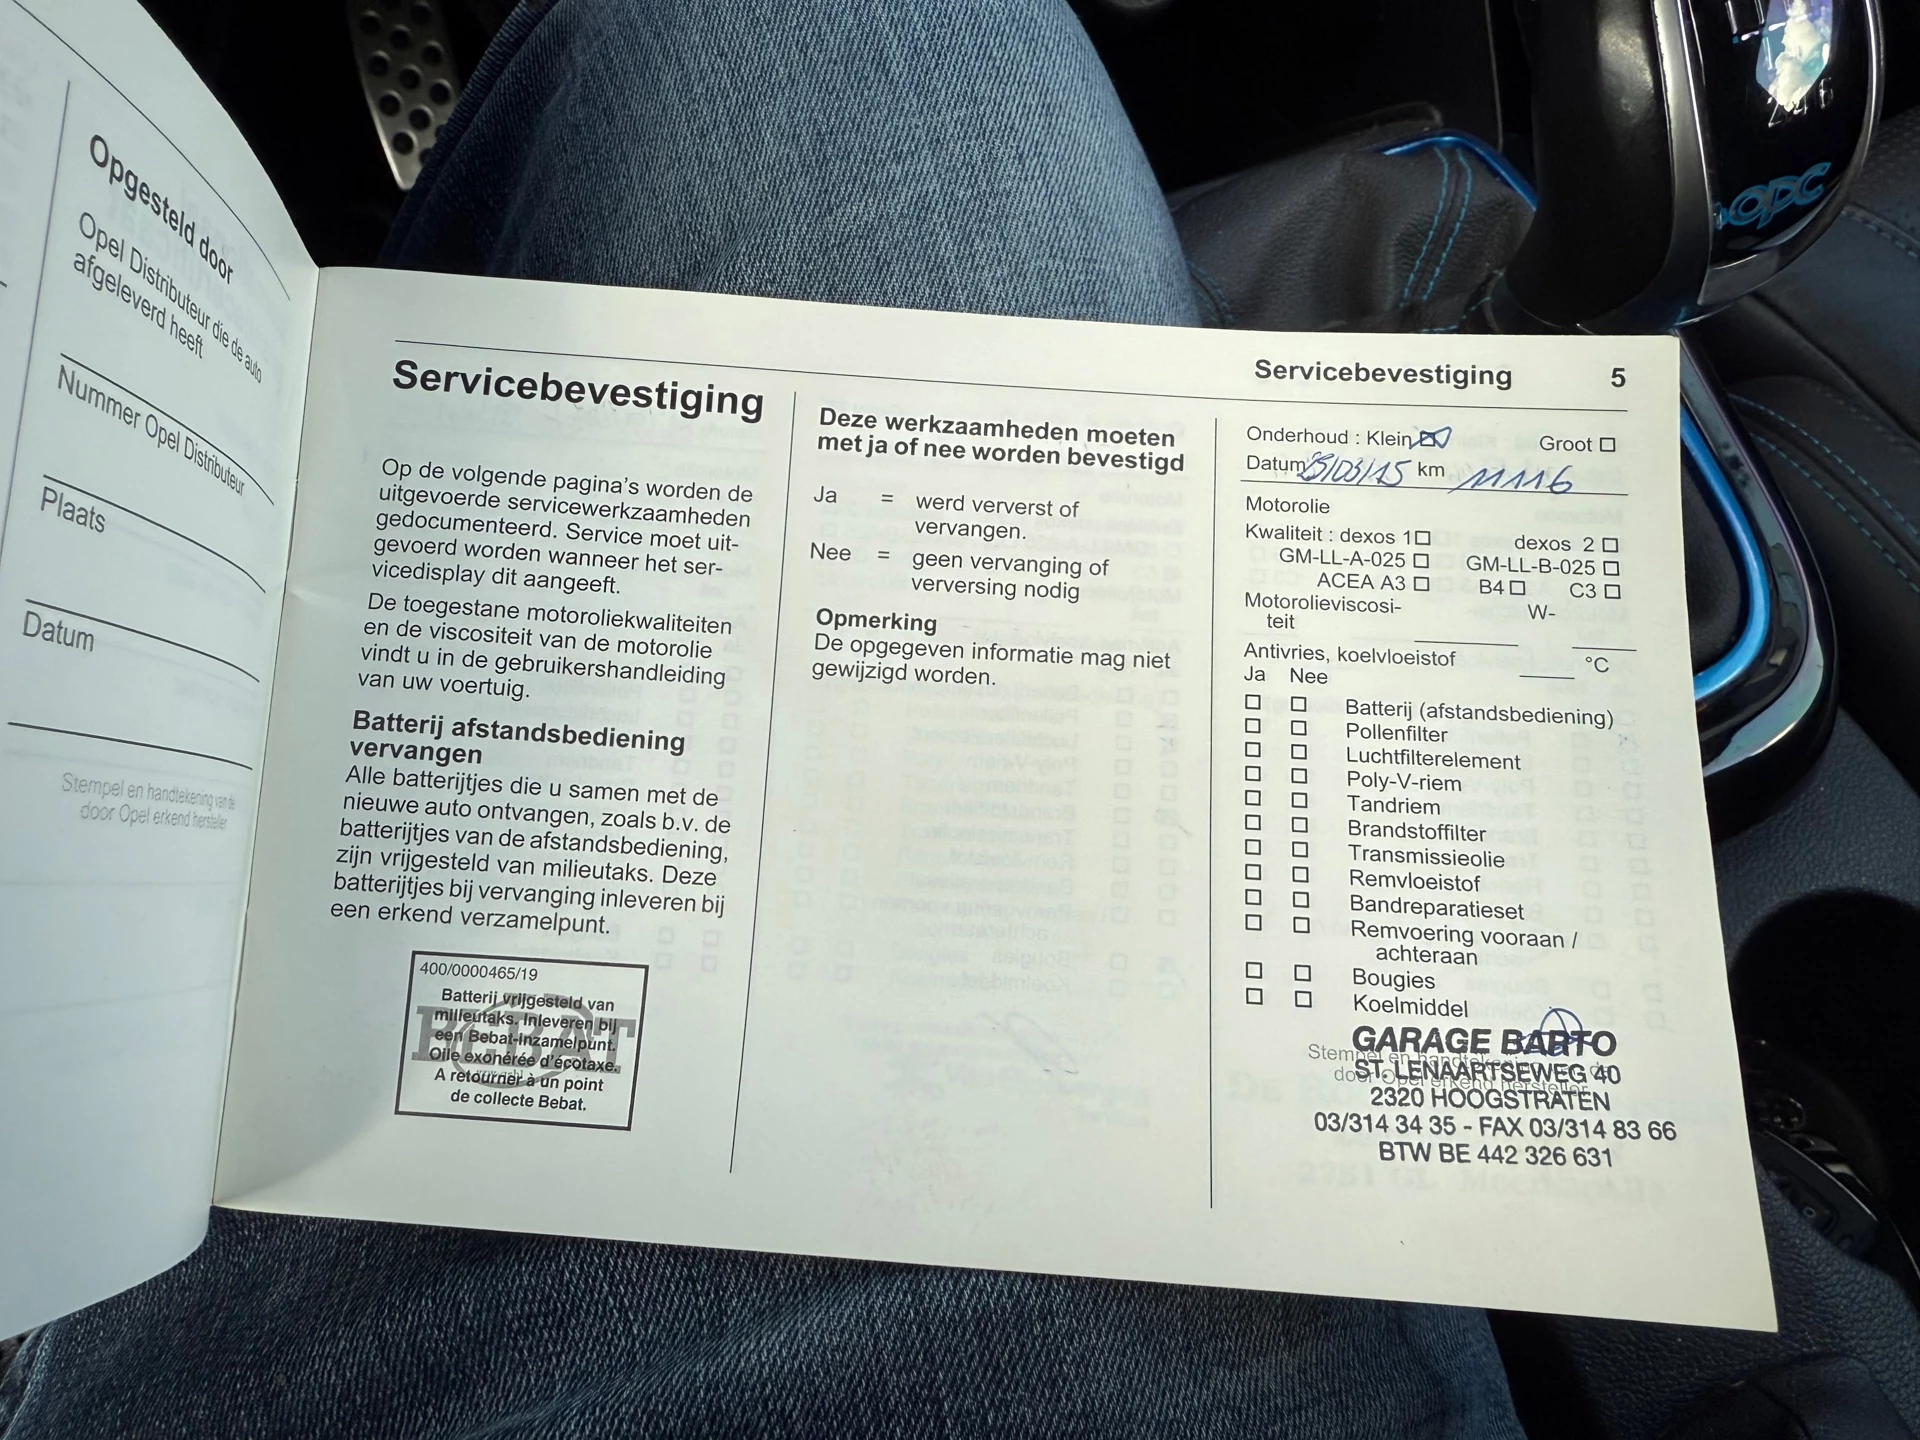 Opgesteld door
Opel Distributeur die de auto
afgeleverd heeft
Nummer Opel Distributeur
Plaats
Datum
Stempel en handtekening van de
door Opel erkend hersteller
Servicebevestiging
Op de volgende pagina's worden de
uitgevoerde servicewerkzaamheden
gedocumenteerd. Service moet uit-
gevoerd worden wanneer het ser-
vicedisplay dit aangeeft.
De toegestane motoroliekwaliteiten
en de viscositeit van de motorolie
vindt u in de gebruikershandleiding
van uw voertuig.
Batterij afstandsbediening
vervangen
Alle batterijtjes die u samen met de
nieuwe auto ontvangen, zoals b.v. de
batterijtjes van de afstandsbediening,
zijn vrijgesteld van milieutaks. Deze
batterijtjes bij vervanging inleveren bij
een erkend verzamelpunt.
400/0000465/19
BEBAT
Batterij vrijgesteld van
milieutaks. Inleveren bij
een Bebat-Inzamelpunt.
Oile exonérée d'écotaxe.
A retourner à un point
de collecte Bebat.
Deze werkzaamheden moeten
met ja of nee worden bevestigd
Ja = werd ververst of
vervangen.
Nee = geen vervanging of
verversing nodig
Opmerking
De opgegeven informatie mag niet
gewijzigd worden.
Servicebevestiging 5
Onderhoud : Klein Groot
Datum km 11116
Motorolie
Kwaliteit : dexos 1 dexos 2
GM-LL-A-025 GM-LL-B-025
ACEA A3 B4 C3
Motorolieviscosi- W-
teit
Antivries, koelvloeistof °C
Ja Nee
Batterij (afstandsbediening)
Pollenfilter
Luchtfilterelement
Poly-V-riem
Tandriem
Brandstoffilter
Transmissieolie
Remvloeistof
Bandreparatieset
Remvoering vooraan /
achteraan
Bougies
Koelmiddel
Stempel en handtekening
door Opel erkend hersteller
GARAGE BARTO
ST. LENAARTSEWEG 40
2320 HOOGSTRATEN
03/314 34 35 - FAX 03/314 83 66
BTW BE 442 326 631
OPC